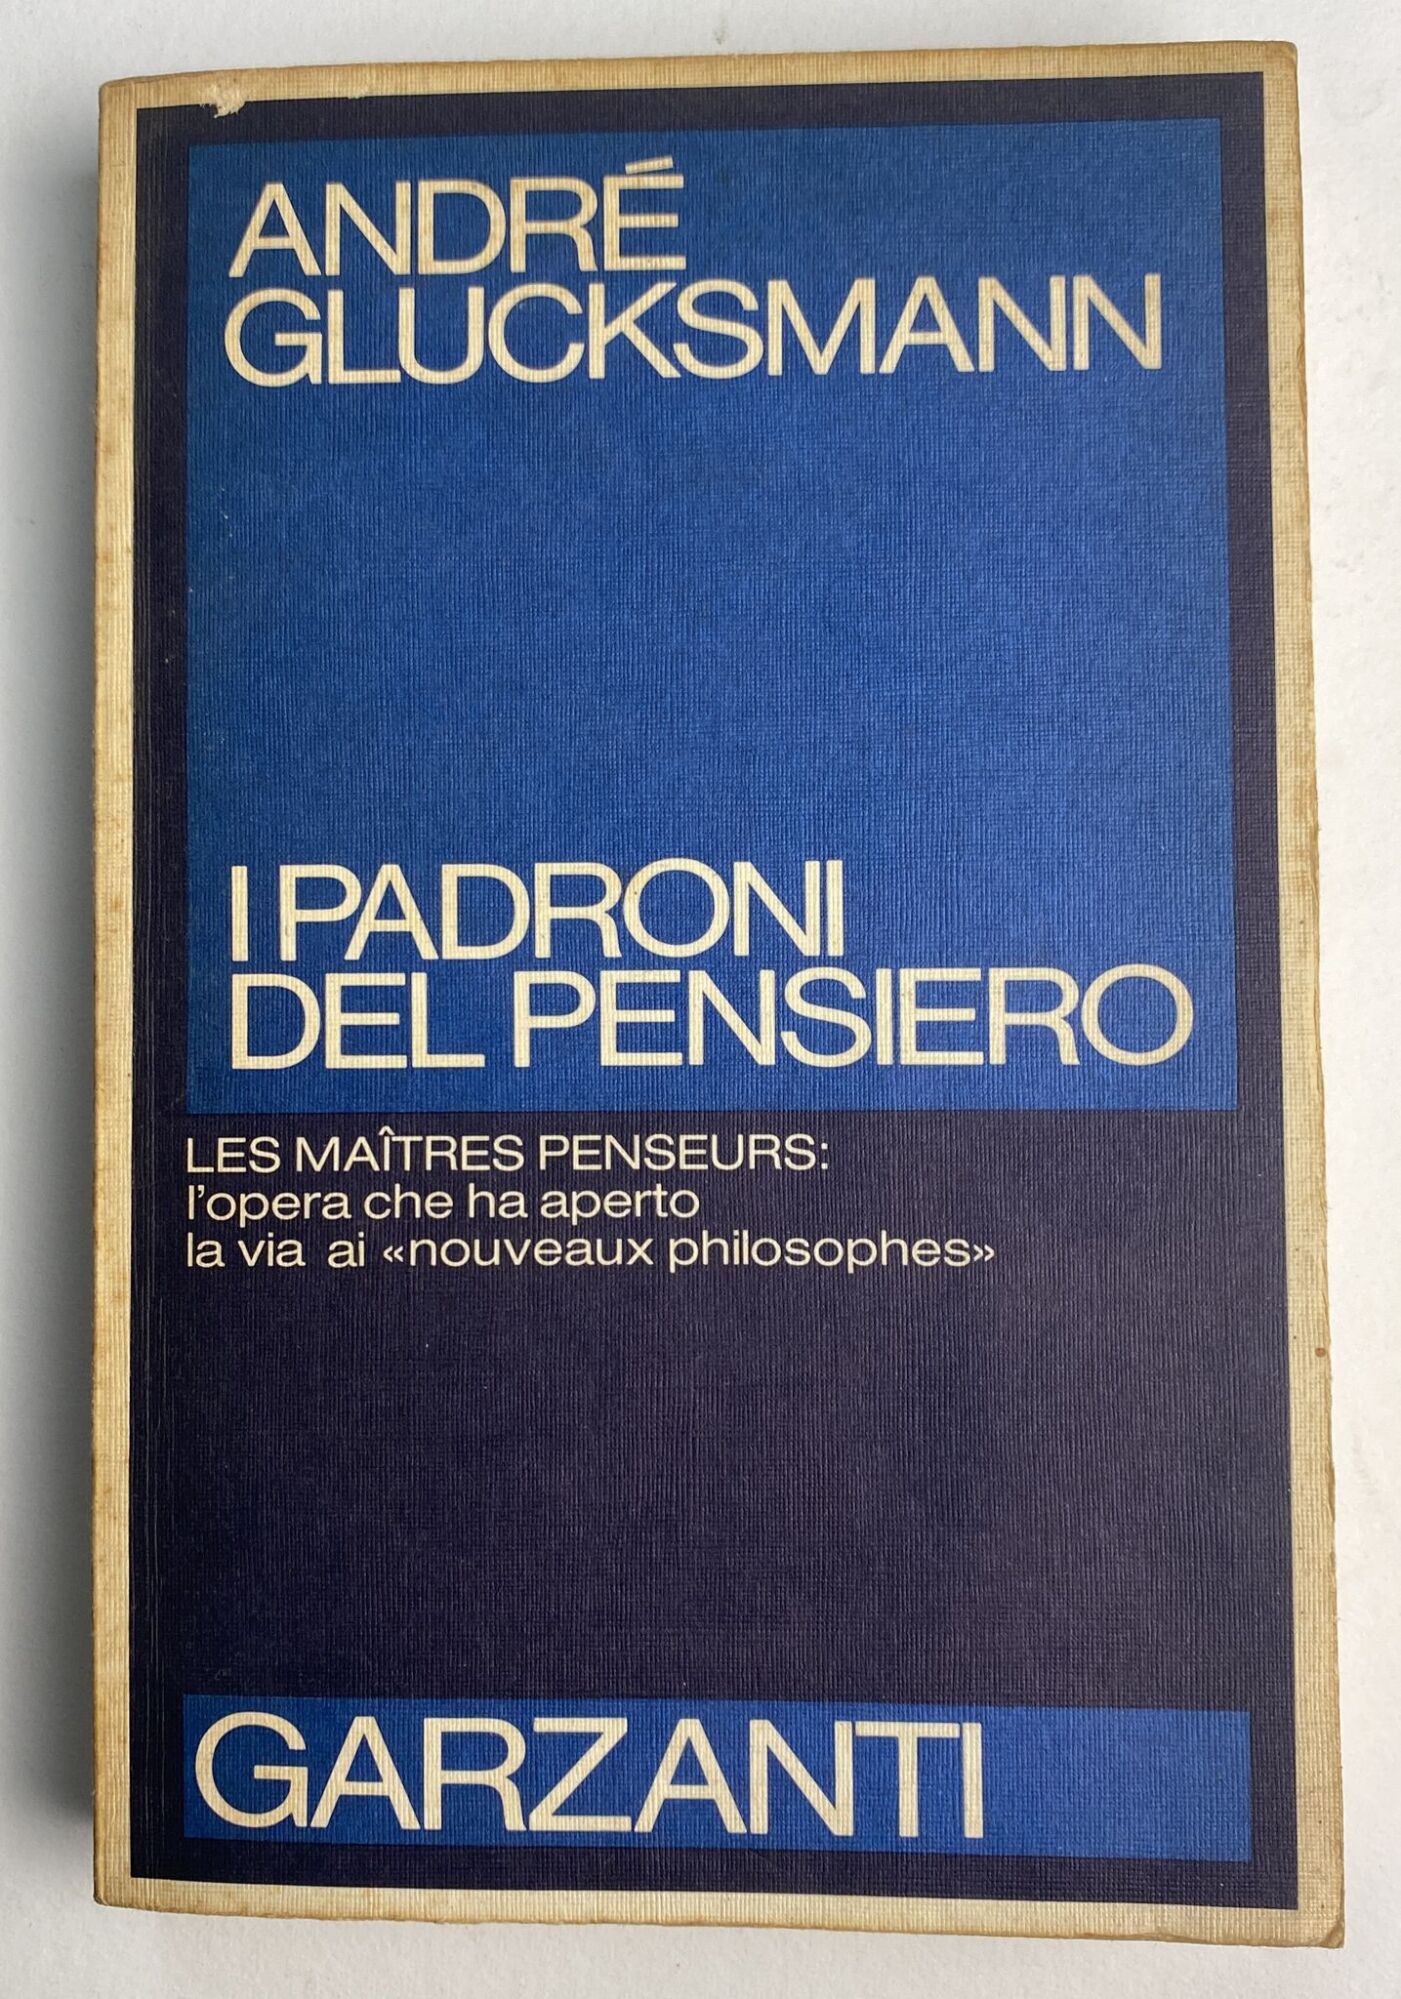 ANDRÉ
GLUCKSMANN
I PADRONI
DEL PENSIERO
LES MAÎTRES PENSEURS:
l'opera che ha aperto
la via ai «nouveaux philosophes»
GARZANTI